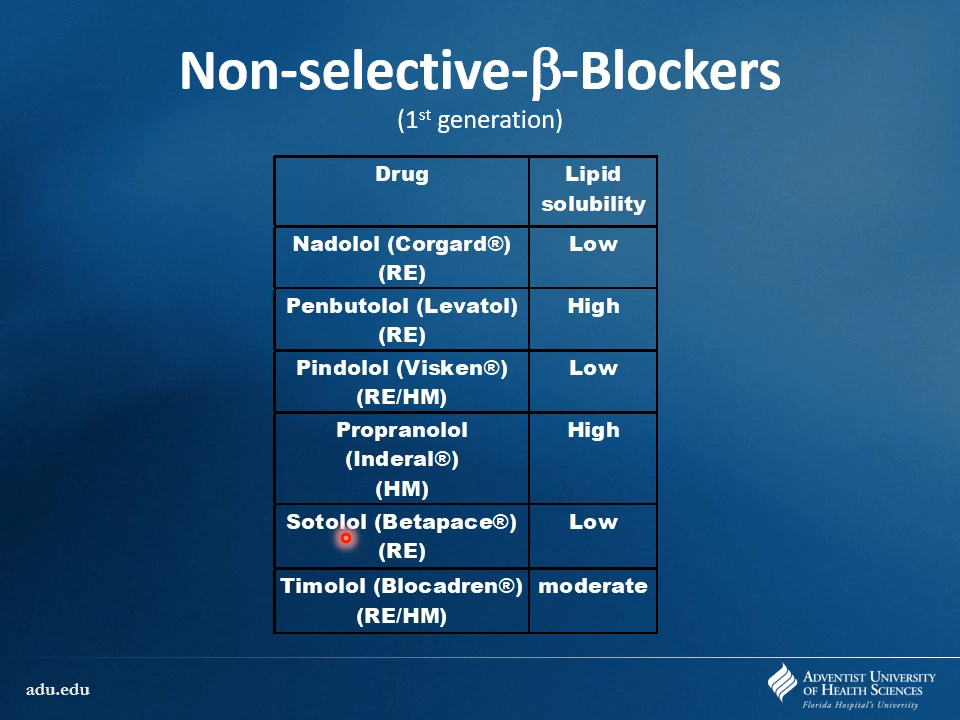 Non-selective-β-Blockers
(1st generation)
Drug
Lipid
solubility
Nadolol (Corgard®)
(RE)
Low
Penbutolol (Levatol)
(RE)
High
Pindolol (Visken®)
(RE/HM)
Low
Propranolol
(Inderal®)
(HM)
High
Sotolol (Betapace®)
(RE)
Low
Timolol (Blocadren®)
(RE/HM)
moderate
adu.edu
ADVENTIST UNIVERSITY
OF HEALTH SCIENCES
Florida Hospital's University